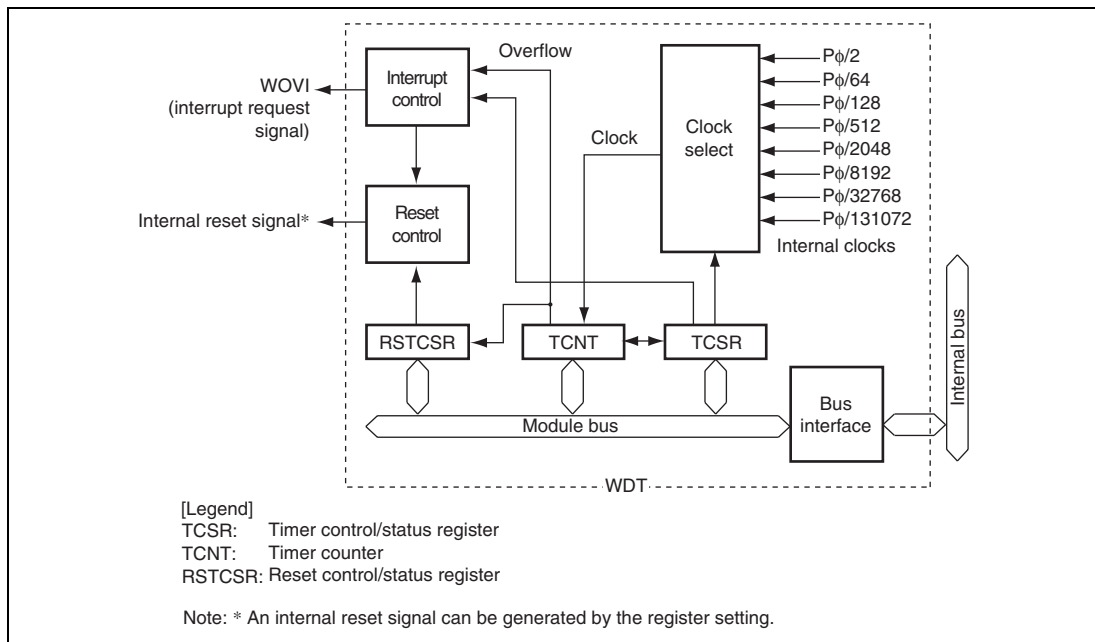 Overflow
Interrupt
control
WOVI
(interrupt request
signal)
Clock
Clock
select
Pϕ/2
Pϕ/64
Pϕ/128
Pϕ/512
Pϕ/2048
Pϕ/8192
Pϕ/32768
Pϕ/131072
Internal clocks
Reset
control
Internal reset signal*
RSTCSR
TCNT
TCSR
Internal bus
Bus
interface
Module bus
WDT
[Legend]
TCSR: Timer control/status register
TCNT: Timer counter
RSTCSR: Reset control/status register
Note: * An internal reset signal can be generated by the register setting.